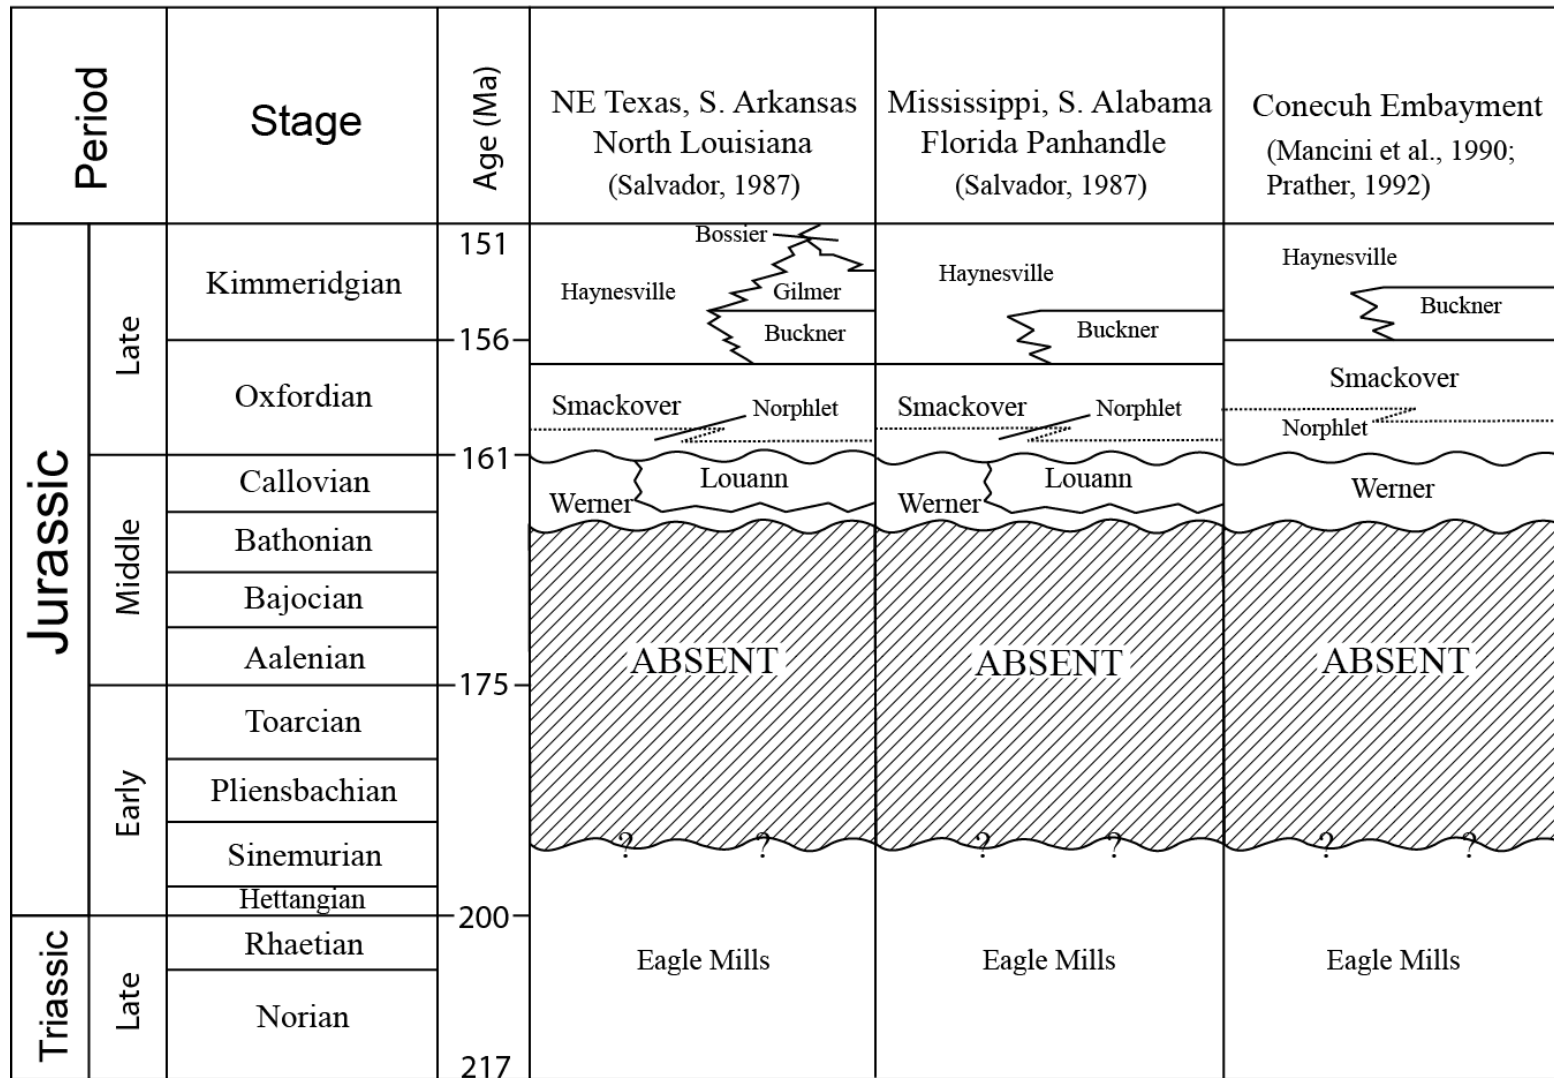 Period
Stage
Age (Ma)
NE Texas, S. Arkansas
North Louisiana
(Salvador, 1987)
Mississippi, S. Alabama
Florida Panhandle
(Salvador, 1987)
Conecuh Embayment
(Mancini et al., 1990;
Prather, 1992)
Jurassic
Late
Middle
Early
Triassic
Late
Kimmeridgian
Oxfordian
Callovian
Bathonian
Bajocian
Aalenian
Toarcian
Pliensbachian
Sinemurian
Hettangian
Rhaetian
Norian
151
156
161
175
200
217
Bossier
Haynesville
Gilmer
Buckner
Smackover
Norphlet
Louann
Werner
ABSENT
? ?
Eagle Mills
Haynesville
Buckner
Smackover
Norphlet
Louann
Werner
ABSENT
? ?
Eagle Mills
Haynesville
Buckner
Smackover
Norphlet
Werner
ABSENT
? ?
Eagle Mills